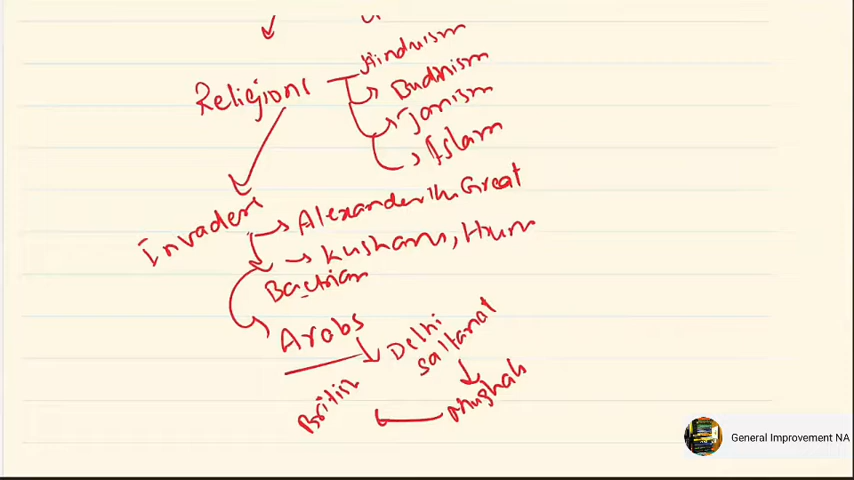 Hinduism
Religions
Budhism
Janism
Islam
Invaders
Alexander the Great
Kushans, Huns
Bactrian
Arabs
Delhi
saltanat
Mughals
British
General Improvement NA